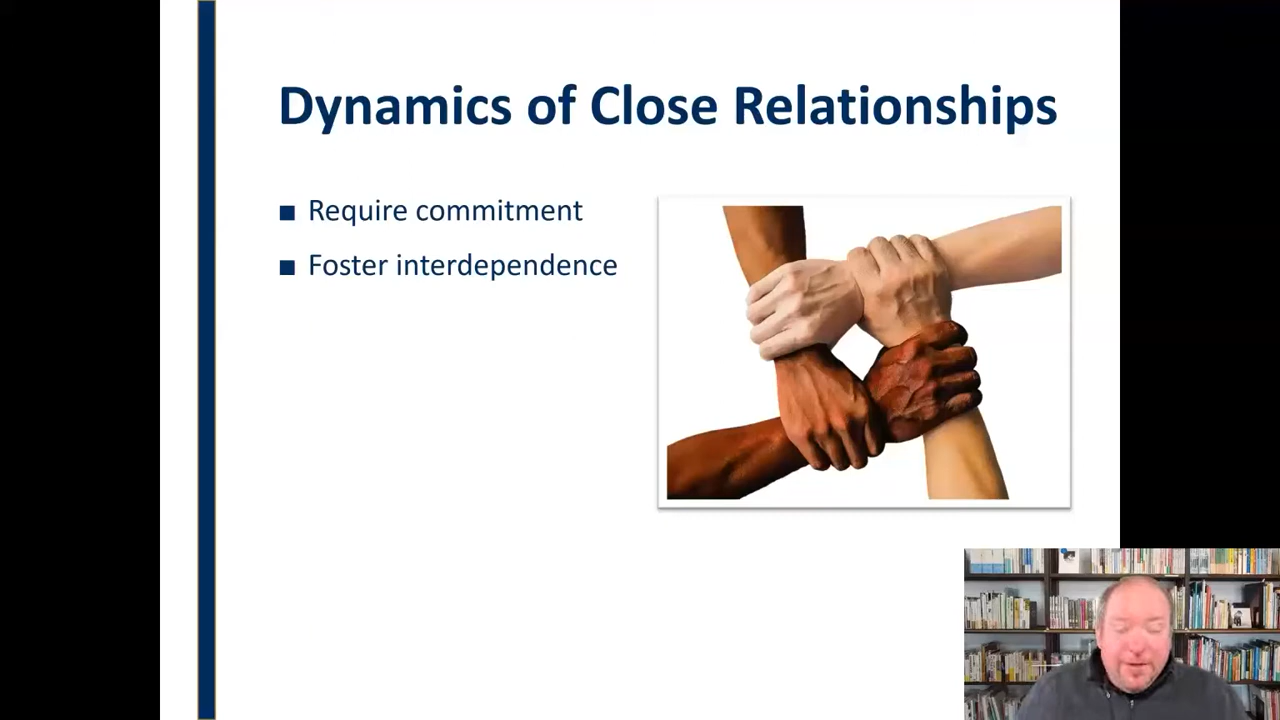 Dynamics of Close Relationships
■ Require commitment
■ Foster interdependence